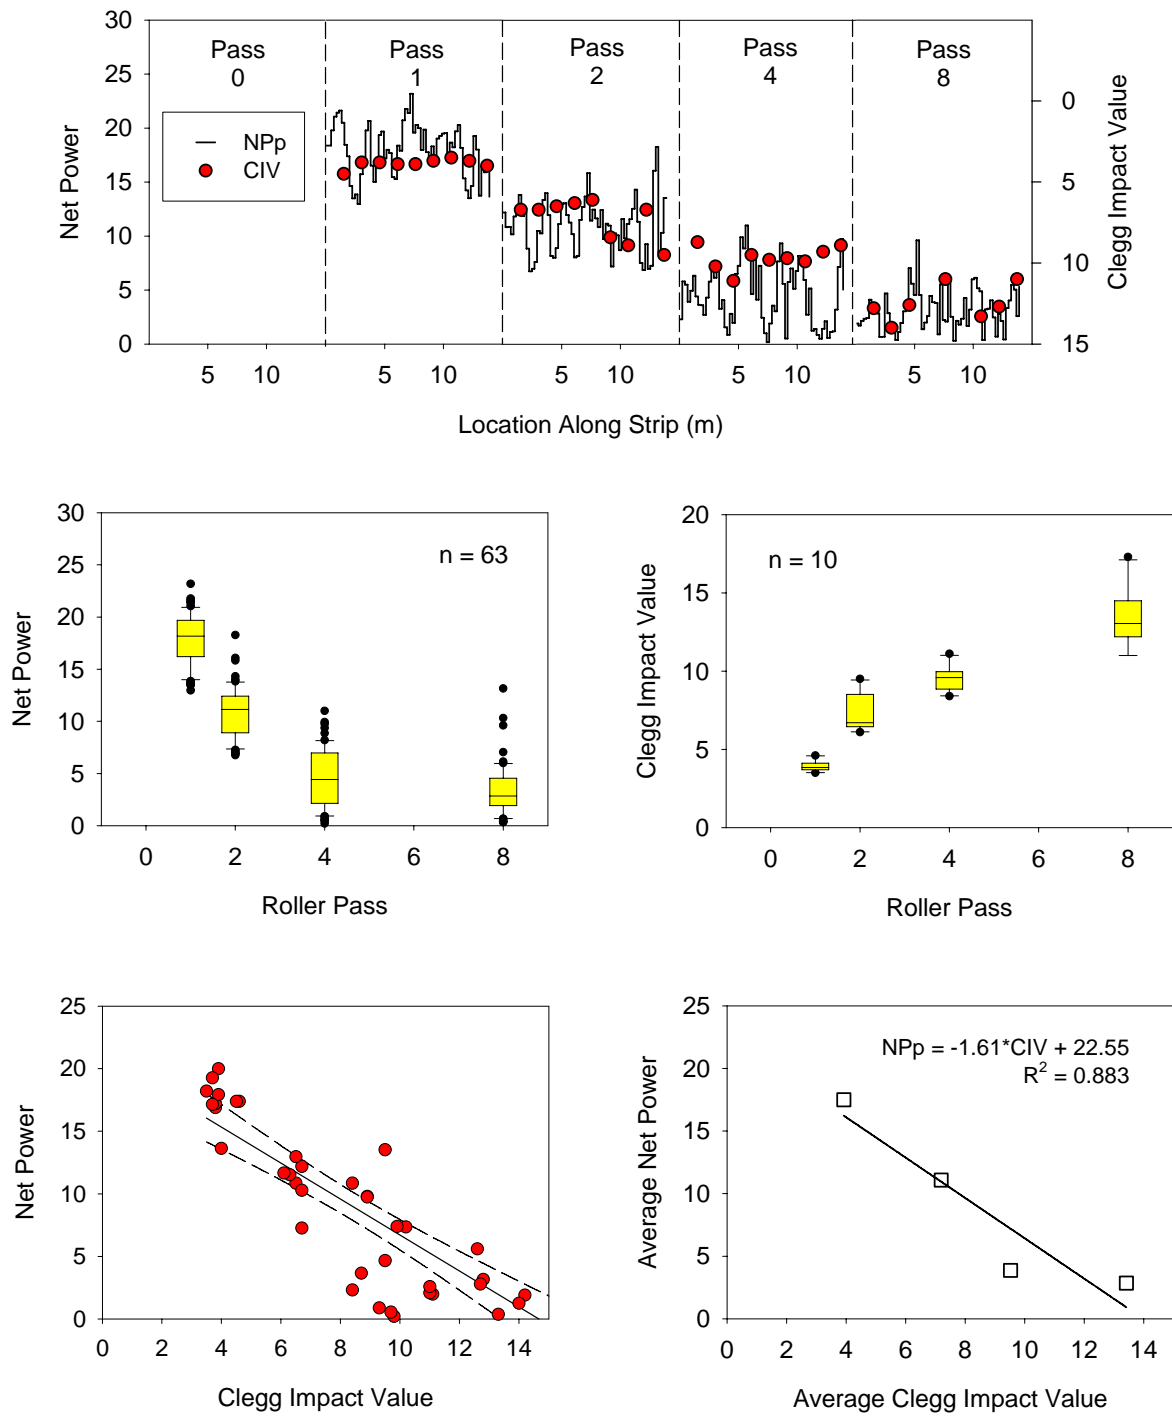 30
25
20
15
10
5
0
Net Power
Pass
0
Pass
1
Pass
2
Pass
4
Pass
8
NPp
CIV
0
5
10
15
Clegg Impact Value
5 10 5 10 5 10 5 10 5 10
Location Along Strip (m)
30
25
20
15
10
5
0
Net Power
n = 63
0 2 4 6 8
Roller Pass
20
15
10
5
0
Clegg Impact Value
n = 10
0 2 4 6 8
Roller Pass
25
20
15
10
5
0
Net Power
0 2 4 6 8 10 12 14
Clegg Impact Value
25
20
15
10
5
0
Average Net Power
NPp = -1.61*CIV + 22.55
R² = 0.883
0 2 4 6 8 10 12 14
Average Clegg Impact Value